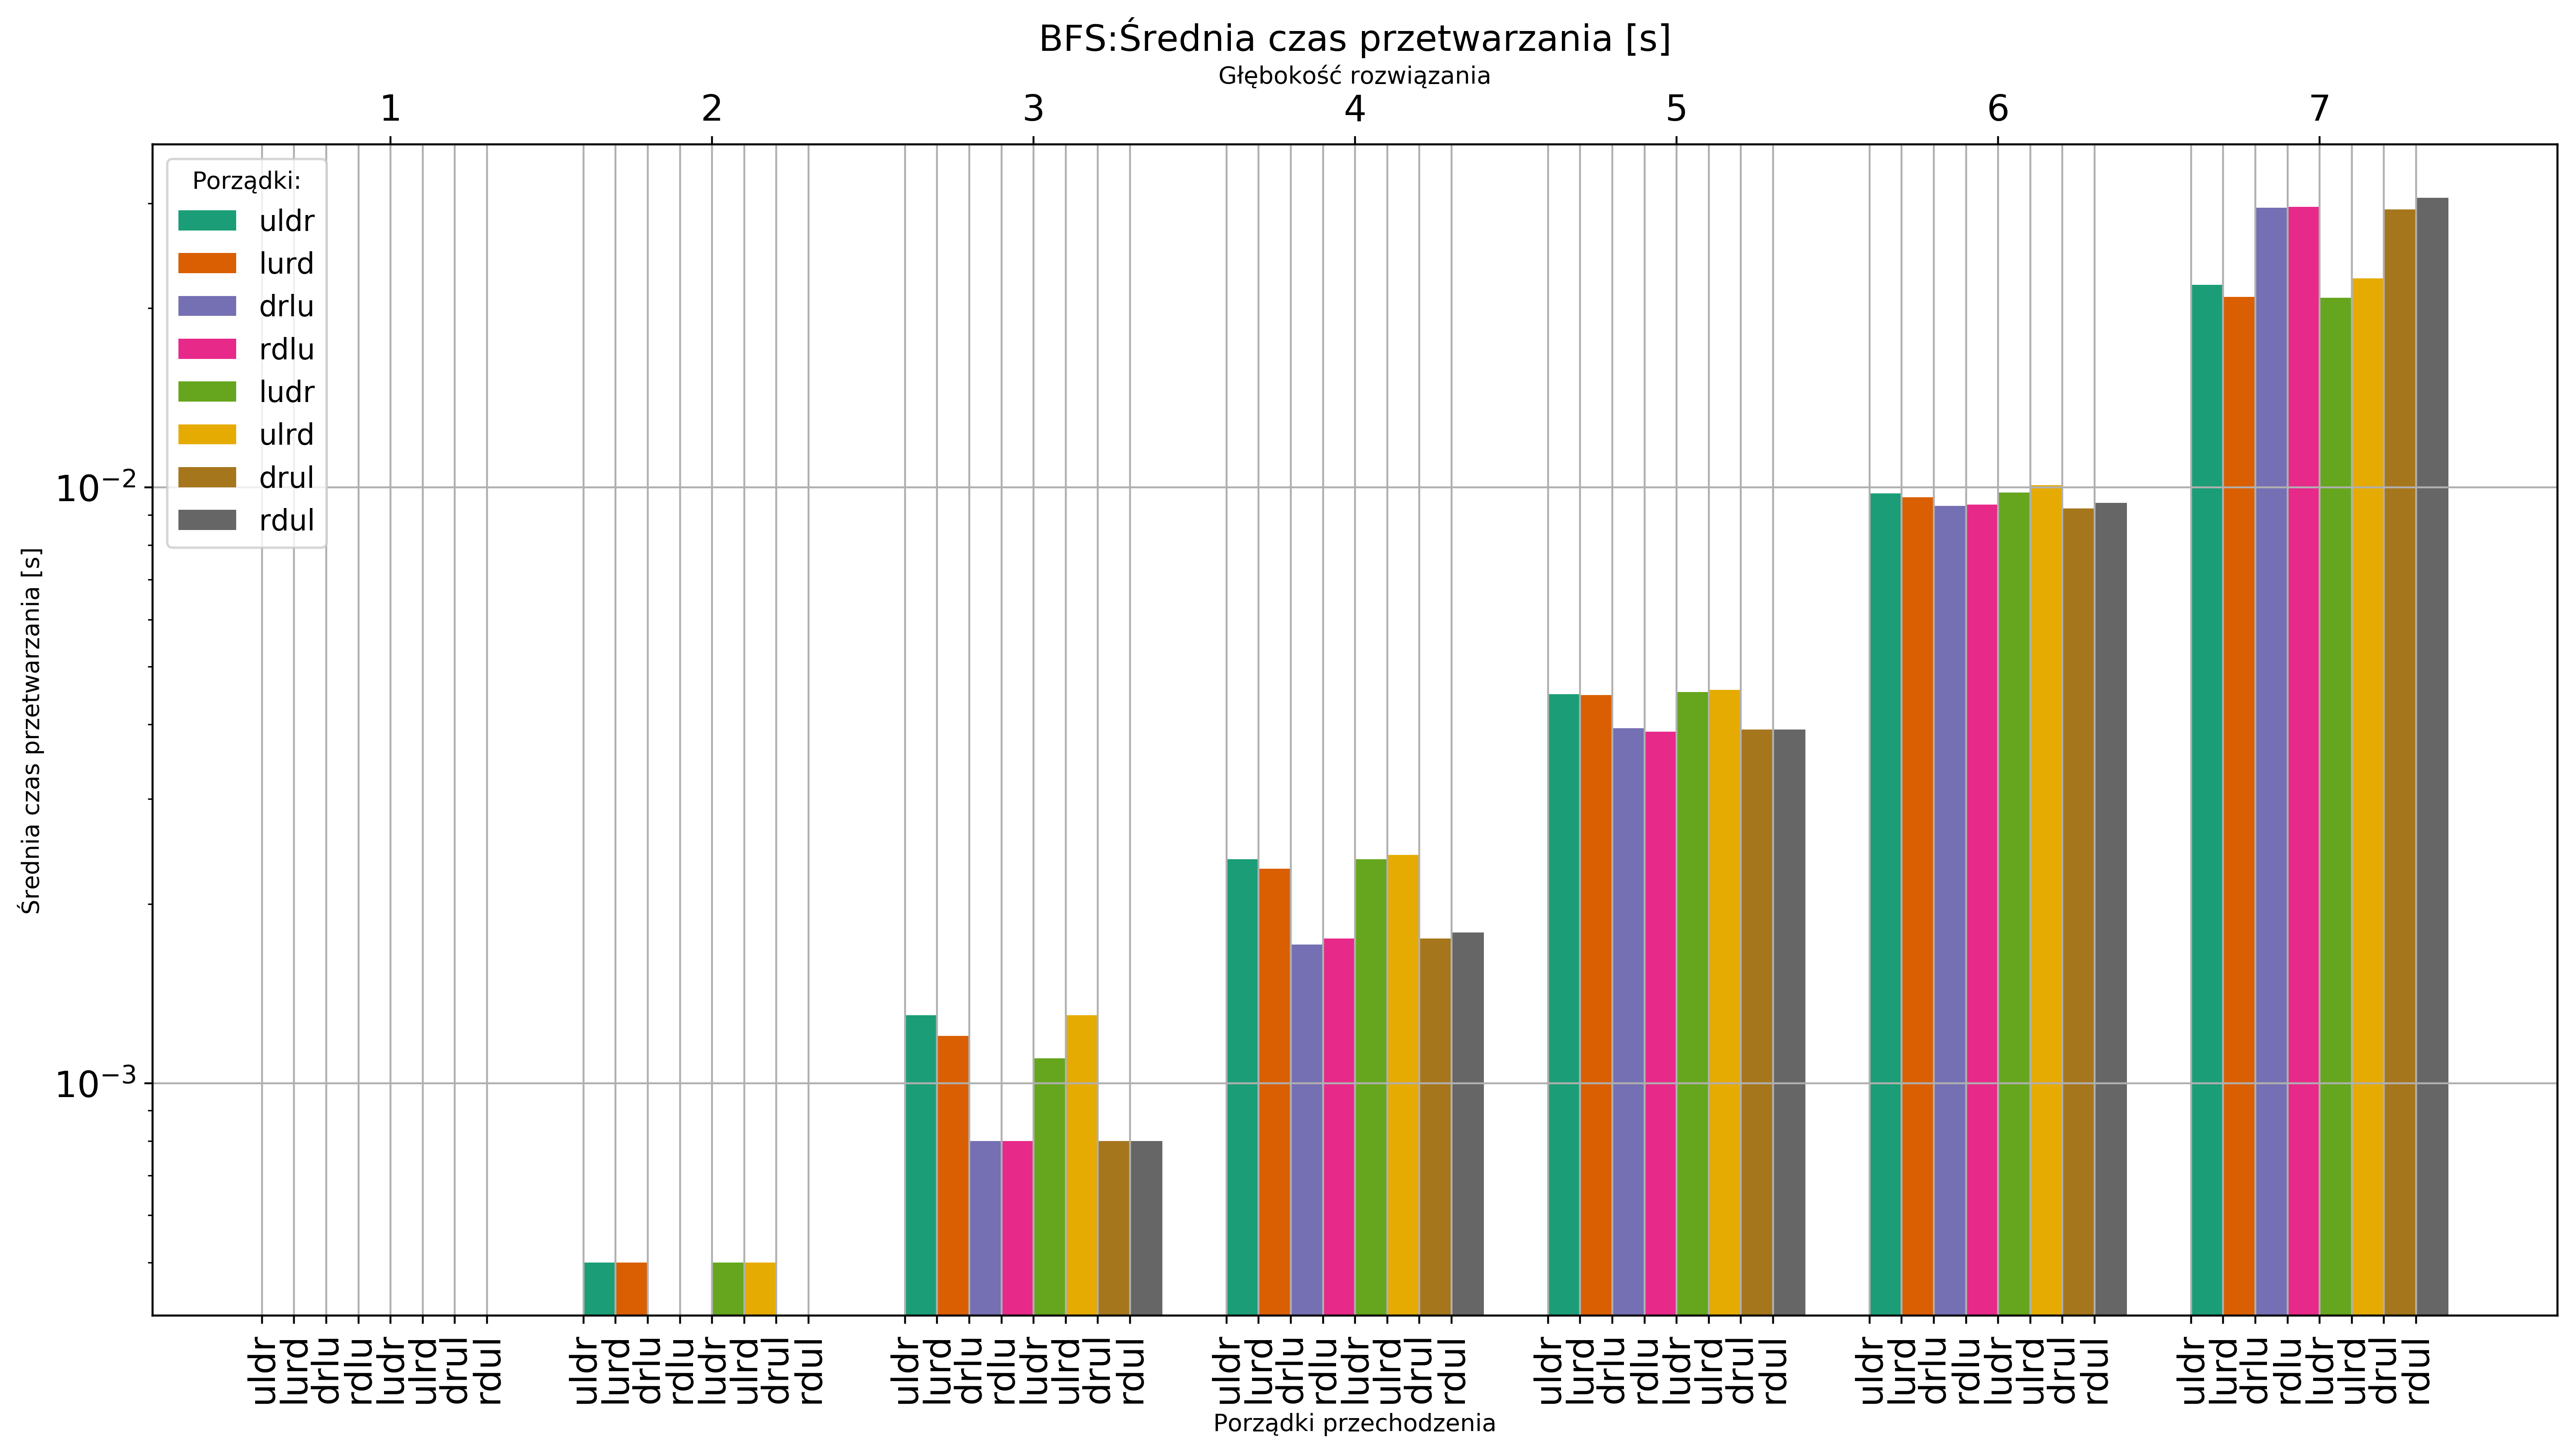 BFS:Średnia czas przetwarzania [s]
Głębokość rozwiązania
1 2 3 4 5 6 7
Porządki:
uldr
lurd
drlu
rdlu
ludr
ulrd
drul
rdul
Średnia czas przetwarzania [s]
10⁻²
10⁻³
uldr lurd drlu rdlu ludr ulrd drul rdul uldr lurd drlu rdlu ludr ulrd drul rdul uldr lurd drlu rdlu ludr ulrd drul rdul uldr lurd drlu rdlu ludr ulrd drul rdul uldr lurd drlu rdlu ludr ulrd drul rdul uldr lurd drlu rdlu ludr ulrd drul rdul uldr lurd drlu rdlu ludr ulrd drul rdul
Porządki przechodzenia